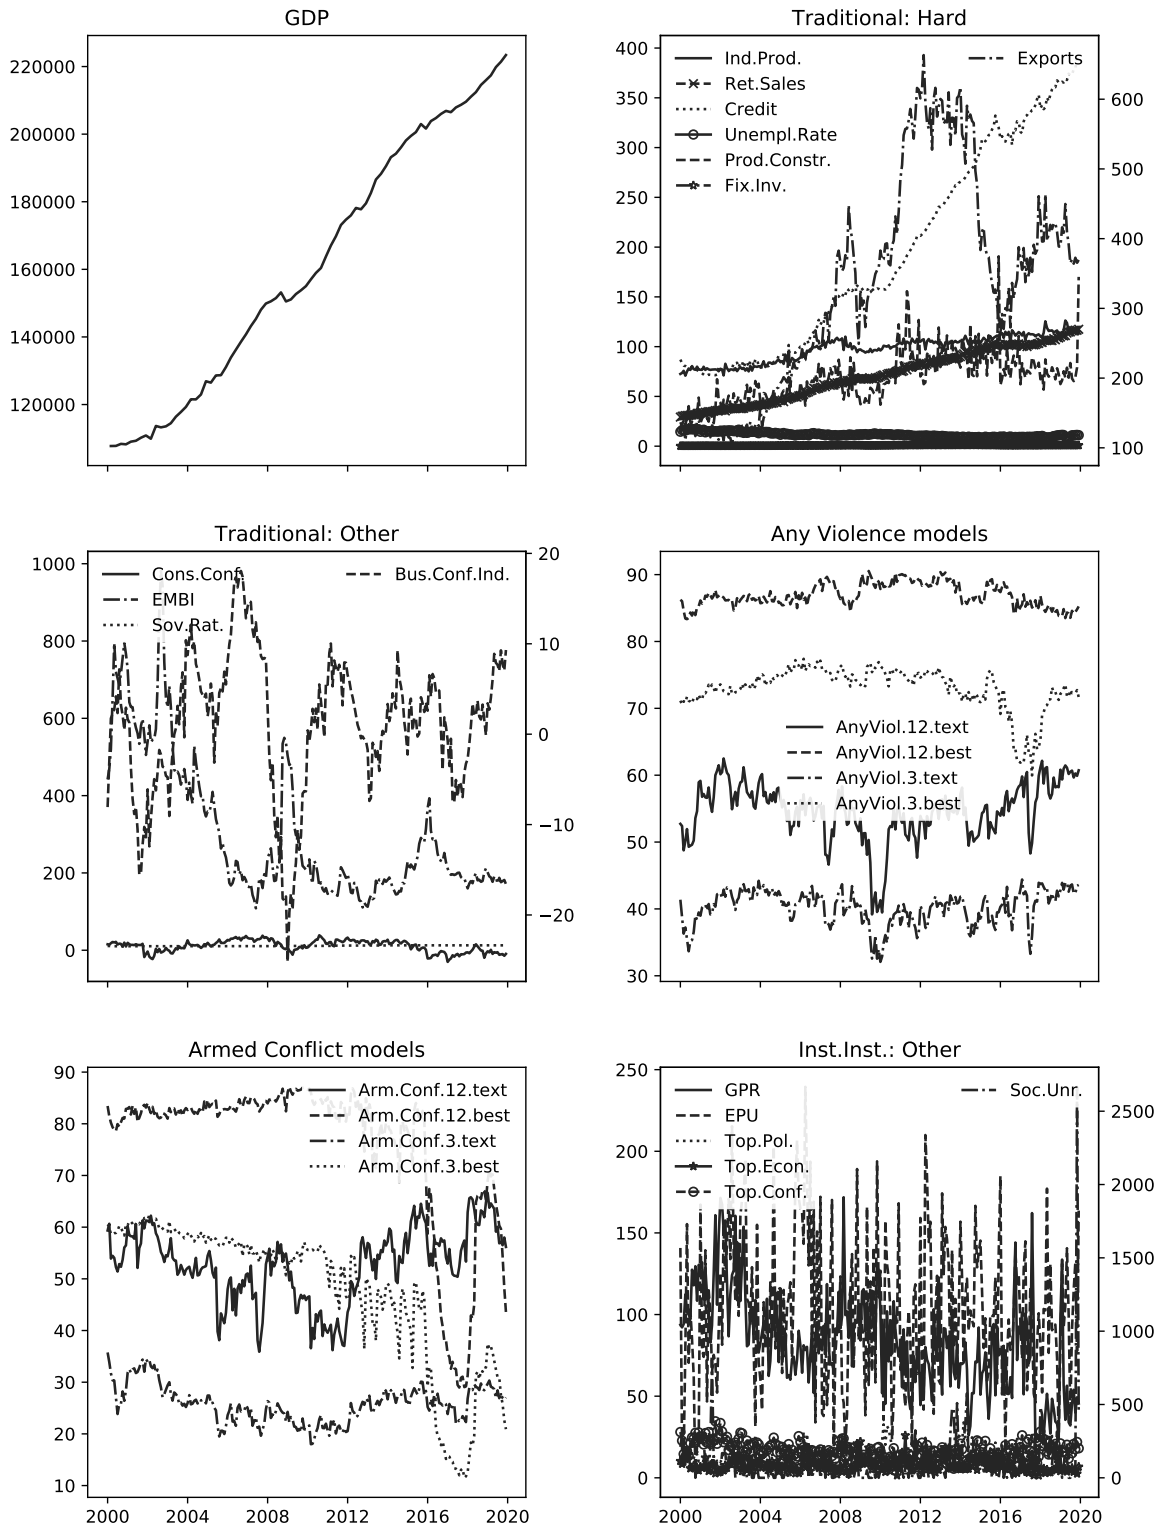 GDP
220000
200000
180000
160000
140000
120000
Traditional: Hard
Ind.Prod.
Ret.Sales
Credit
Unempl.Rate
Prod.Constr.
Fix.Inv.
Exports
400
350
300
250
200
150
100
50
0
600
500
400
300
200
100
Traditional: Other
Cons.Conf.
EMBI
Sov.Rat.
Bus.Conf.Ind.
1000
800
600
400
200
0
20
10
0
−10
−20
Any Violence models
90
80
70
60
50
40
30
AnyViol.12.text
AnyViol.12.best
AnyViol.3.text
AnyViol.3.best
Armed Conflict models
90
80
70
60
50
40
30
20
10
Arm.Conf.12.text
Arm.Conf.12.best
Arm.Conf.3.text
Arm.Conf.3.best
2000 2004 2008 2012 2016 2020
Inst.Inst.: Other
GPR
EPU
Top.Pol.
Top.Econ.
Top.Conf.
Soc.Unr.
250
200
150
100
50
0
2500
2000
1500
1000
500
0
2000 2004 2008 2012 2016 2020